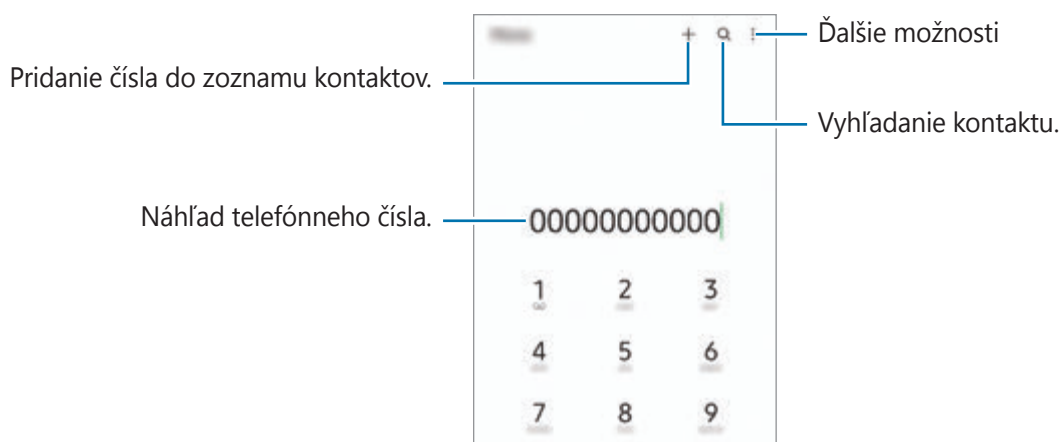 Ďalšie možnosti
Pridanie čísla do zoznamu kontaktov.
Vyhľadanie kontaktu.
Náhľad telefónneho čísla.
00000000000
1 2 3
4 5 6
7 8 9